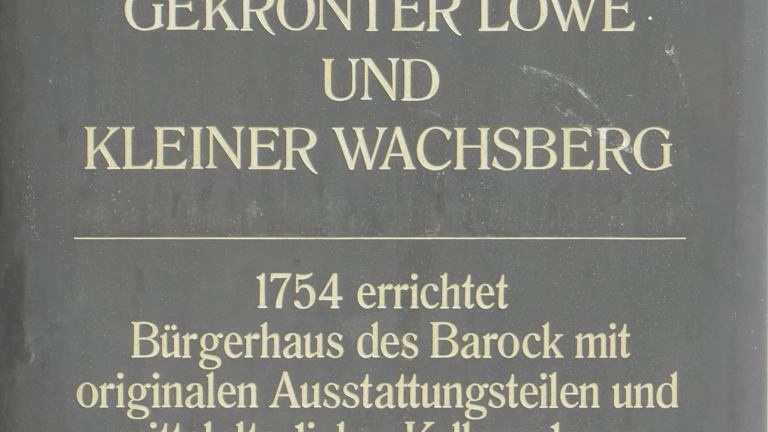 GEKRÖNTER LÖWE
UND
KLEINER WACHSBERG
1754 errichtet
Bürgerhaus des Barock mit
originalen Ausstattungsteilen und